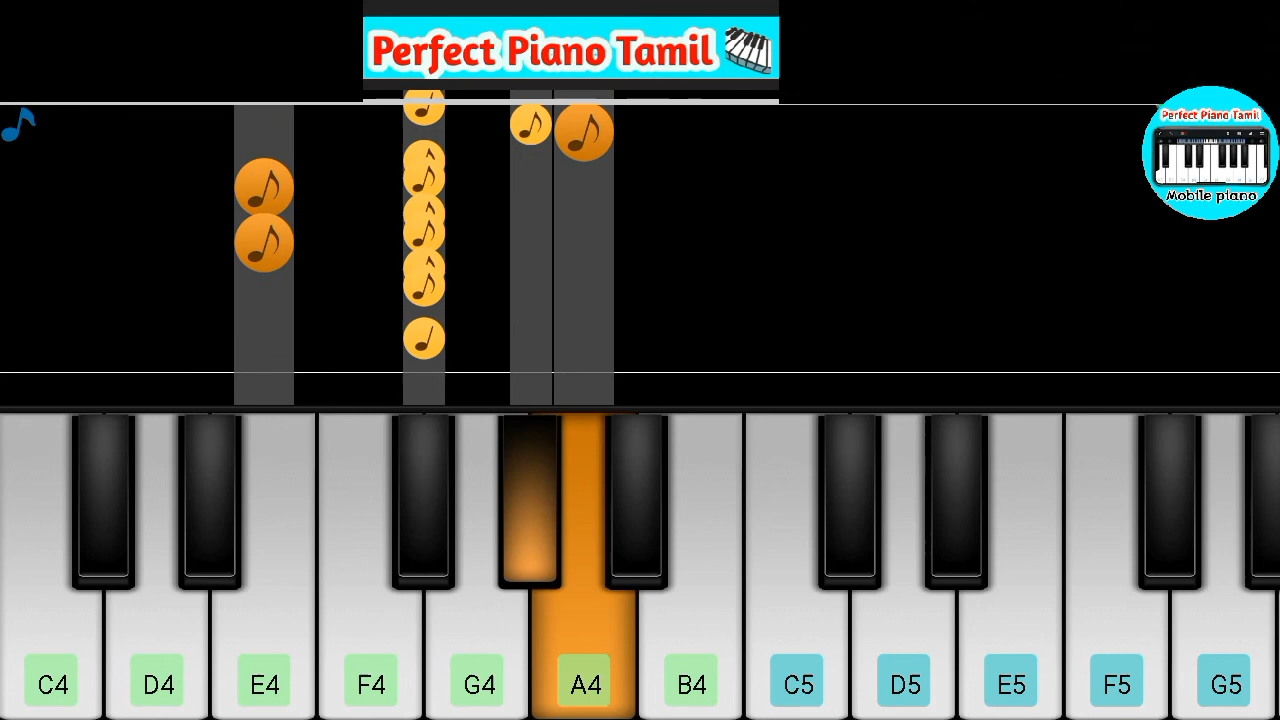 Perfect Piano Tamil
Perfect Piano Tamil
Mobile piano
C4
D4
E4
F4
G4
A4
B4
C5
D5
E5
F5
G5